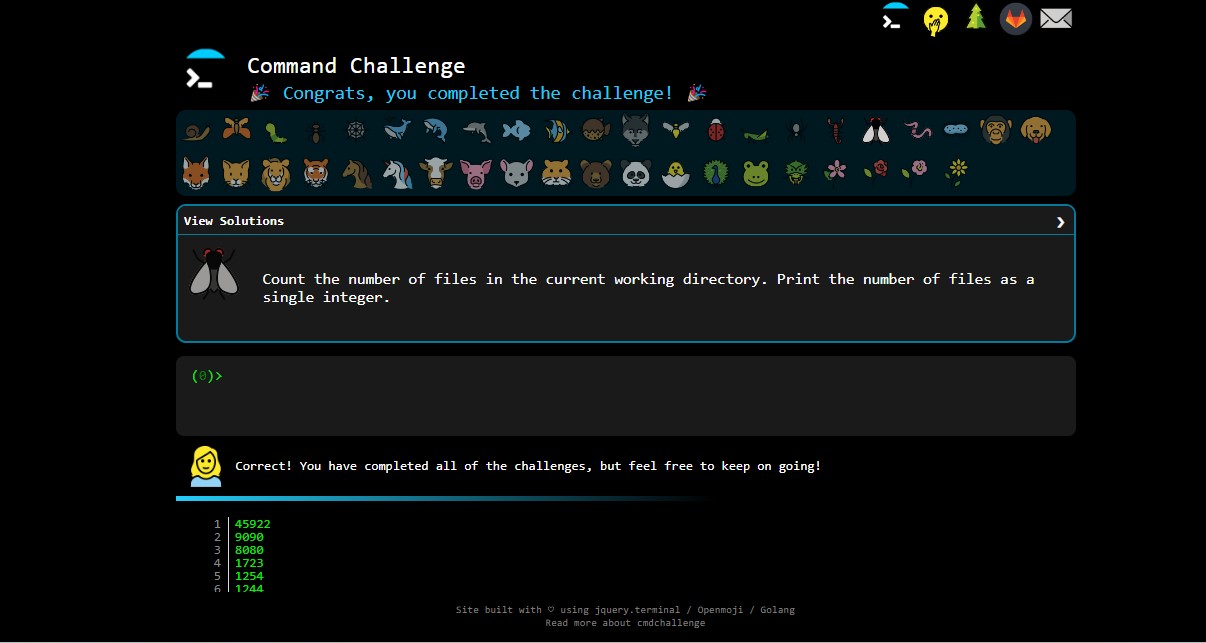 Command Challenge
Congrats, you completed the challenge!
View Solutions
Count the number of files in the current working directory. Print the number of files as a
single integer.
(0)>
Correct! You have completed all of the challenges, but feel free to keep on going!
1 45922
2 9090
3 8080
4 1723
5 1254
6 1244
Site built with ♡ using jquery.terminal / Openmoji / Golang
Read more about cmdchallenge